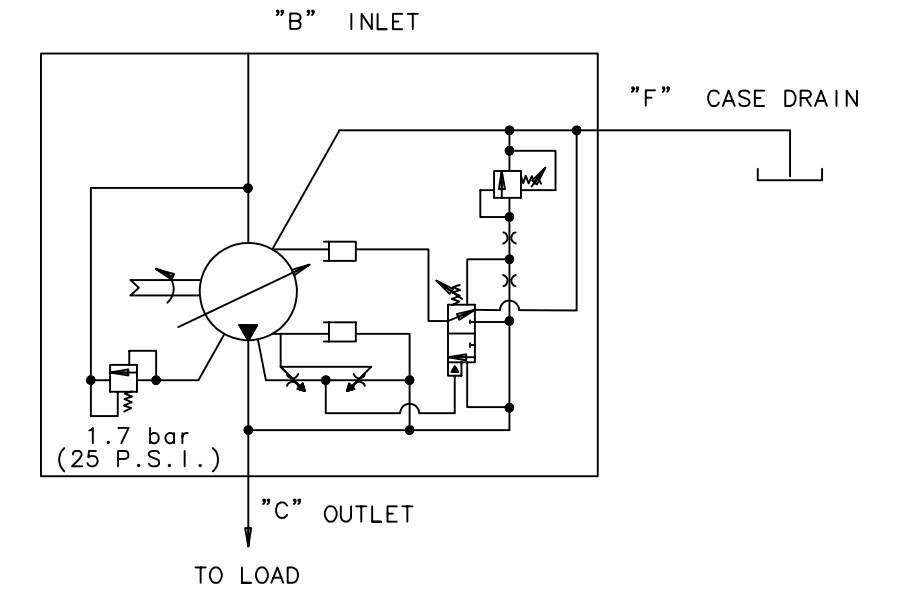 "B" INLET
"F" CASE DRAIN
1.7 bar
(25 P.S.I.)
"C" OUTLET
TO LOAD